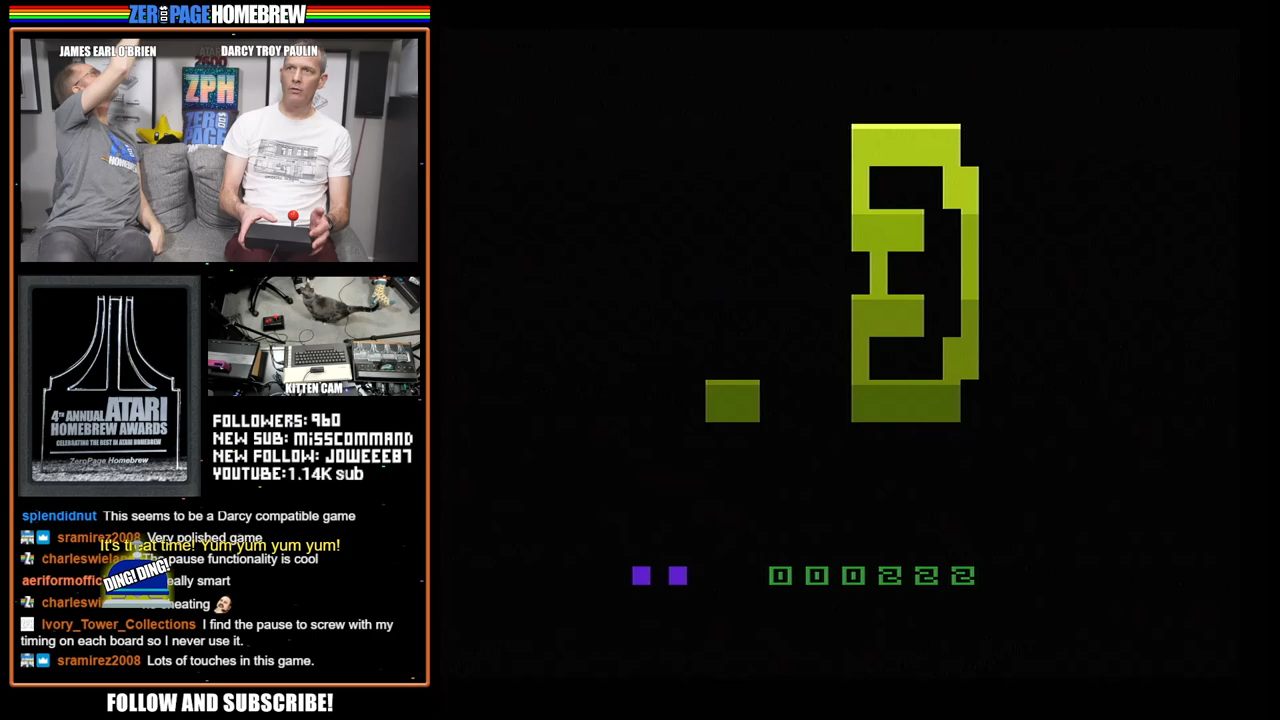 ZEROPAGE HOMEBREW
JAMES EARL O'BRIEN
DARCY TROY PAULIN
ZPH
ZERO
PAGE
4TH ANNUAL ATARI
HOMEBREW AWARDS
CELEBRATING THE BEST IN ATARI HOMEBREW
ZeroPage Homebrew
KITTEN CAM
FOLLOWERS: 960
NEW SUB: MISSCOMMAND
NEW FOLLOW: JOWEEE87
YOUTUBE: 1.14K sub
splendidnut This seems to be a Darcy compatible game
sramirez2008 Very polished game
It's treat time! Yum yum yum yum!
pause functionality is cool
DING! DING!
really smart
cheating
Ivory_Tower_Collections I find the pause to screw with my
timing on each board so I never use it.
sramirez2008 Lots of touches in this game.
FOLLOW AND SUBSCRIBE!
3
000222